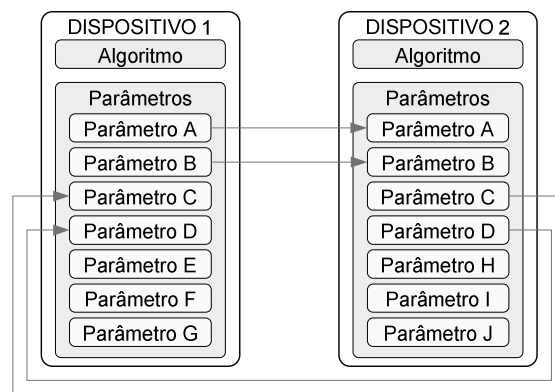 DISPOSITIVO 1
Algoritmo
Parâmetros
Parâmetro A
Parâmetro B
Parâmetro C
Parâmetro D
Parâmetro E
Parâmetro F
Parâmetro G
DISPOSITIVO 2
Algoritmo
Parâmetros
Parâmetro A
Parâmetro B
Parâmetro C
Parâmetro D
Parâmetro H
Parâmetro I
Parâmetro J